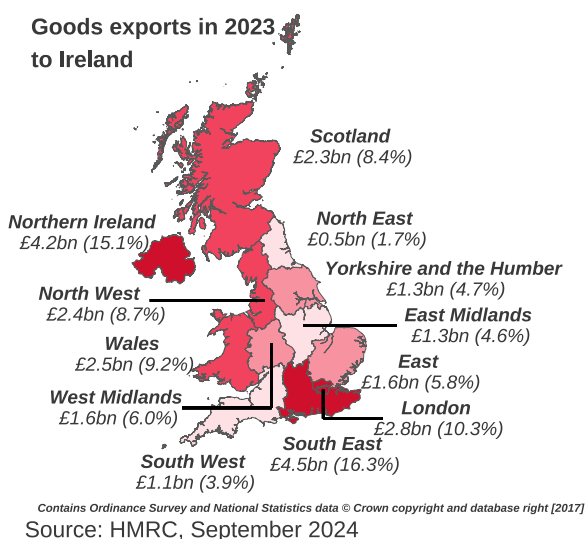 Goods exports in 2023
to Ireland
Scotland
£2.3bn (8.4%)
Northern Ireland
£4.2bn (15.1%)
North East
£0.5bn (1.7%)
Yorkshire and the Humber
£1.3bn (4.7%)
North West
£2.4bn (8.7%)
East Midlands
£1.3bn (4.6%)
Wales
£2.5bn (9.2%)
East
£1.6bn (5.8%)
West Midlands
£1.6bn (6.0%)
London
£2.8bn (10.3%)
South East
£4.5bn (16.3%)
South West
£1.1bn (3.9%)
Contains Ordinance Survey and National Statistics data © Crown copyright and database right [2017]
Source: HMRC, September 2024